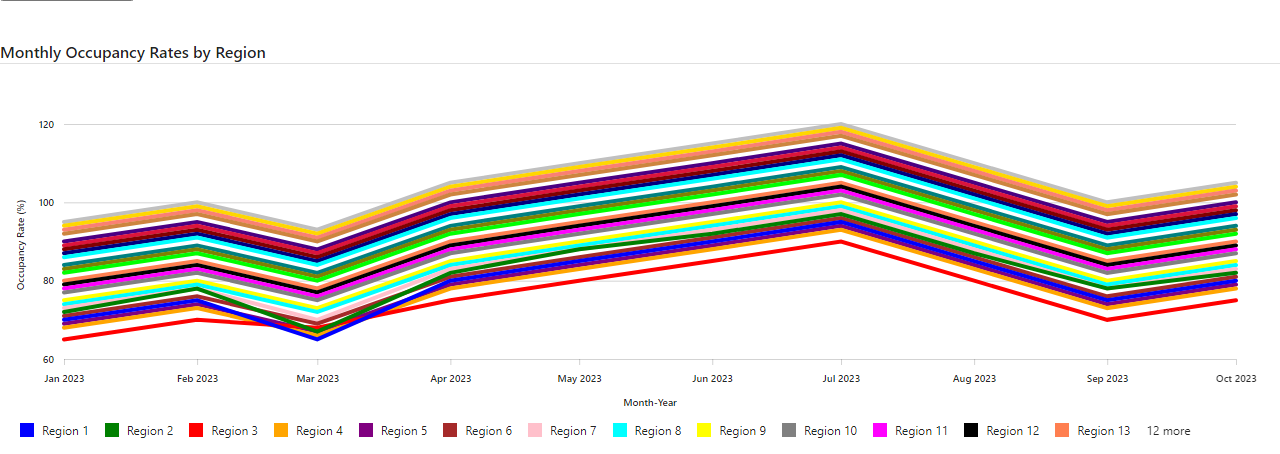 Monthly Occupancy Rates by Region
120
100
80
60
Occupancy Rate (%)
Jan 2023 Feb 2023 Mar 2023 Apr 2023 May 2023 Jun 2023 Jul 2023 Aug 2023 Sep 2023 Oct 2023
Month-Year
Region 1 Region 2 Region 3 Region 4 Region 5 Region 6 Region 7 Region 8 Region 9 Region 10 Region 11 Region 12 Region 13 12 more